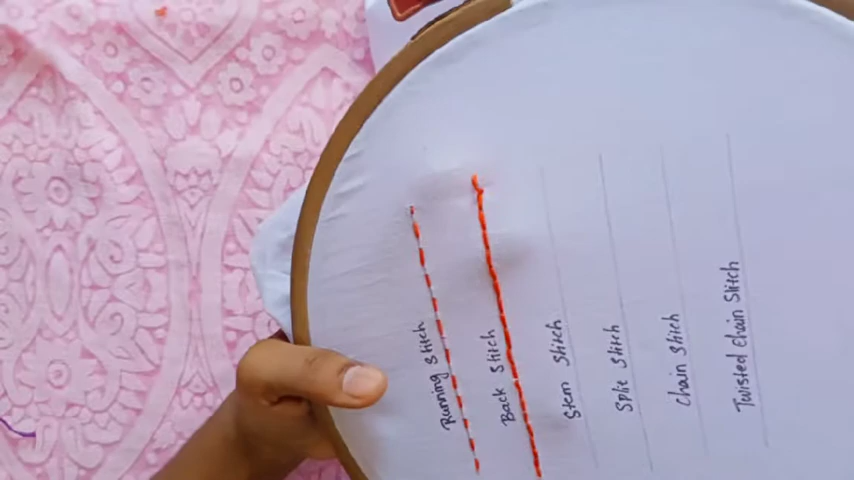 Running Stitch
Back Stitch
Stem Stitch
Split Stitch
Chain Stitch
Twisted chain Stitch